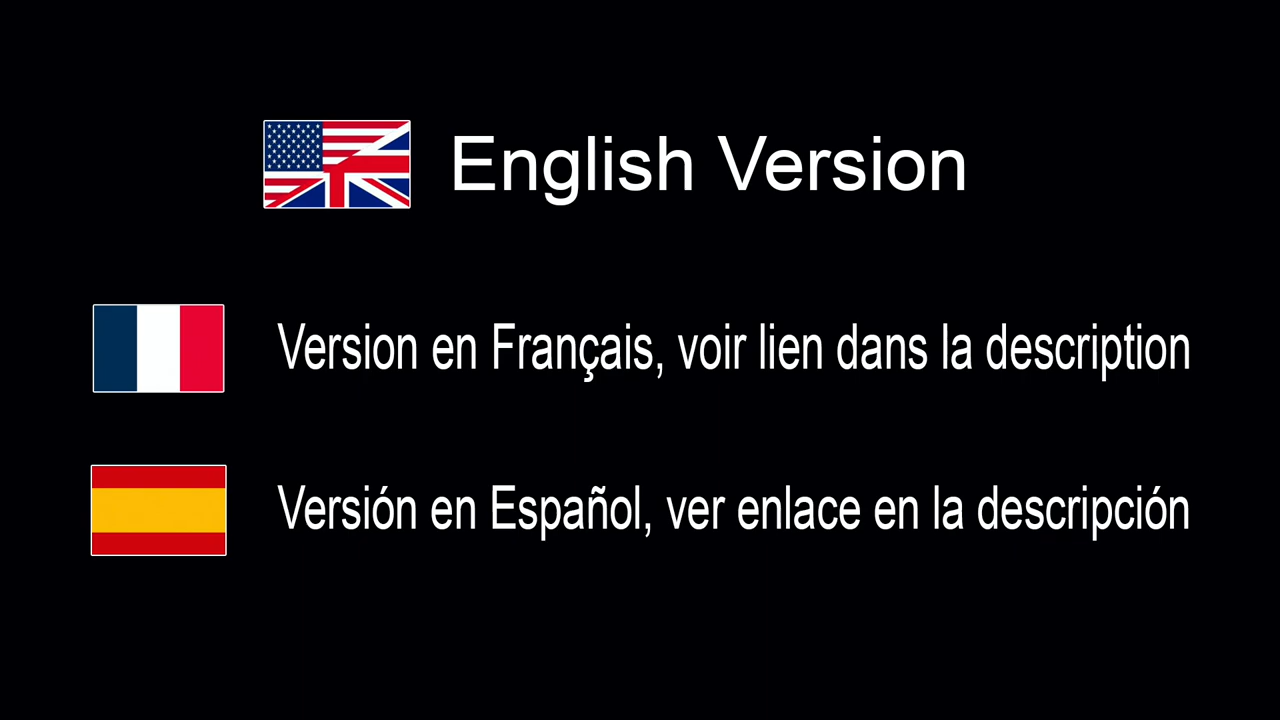 English Version
Version en Français, voir lien dans la description
Versión en Español, ver enlace en la descripción